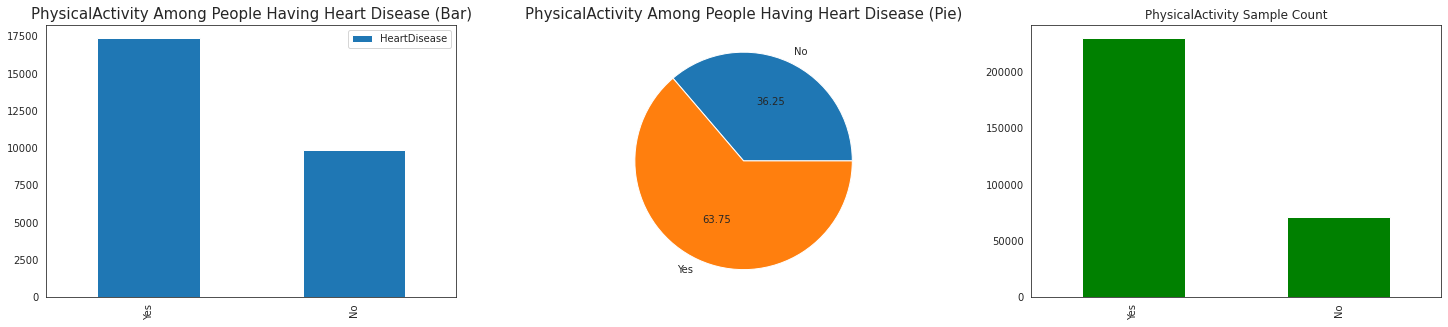 PhysicalActivity Among People Having Heart Disease (Bar)
17500
15000
12500
10000
7500
5000
2500
0
HeartDisease
Yes
No
PhysicalActivity Among People Having Heart Disease (Pie)
No
36.25
63.75
Yes
PhysicalActivity Sample Count
200000
150000
100000
50000
0
Yes
No